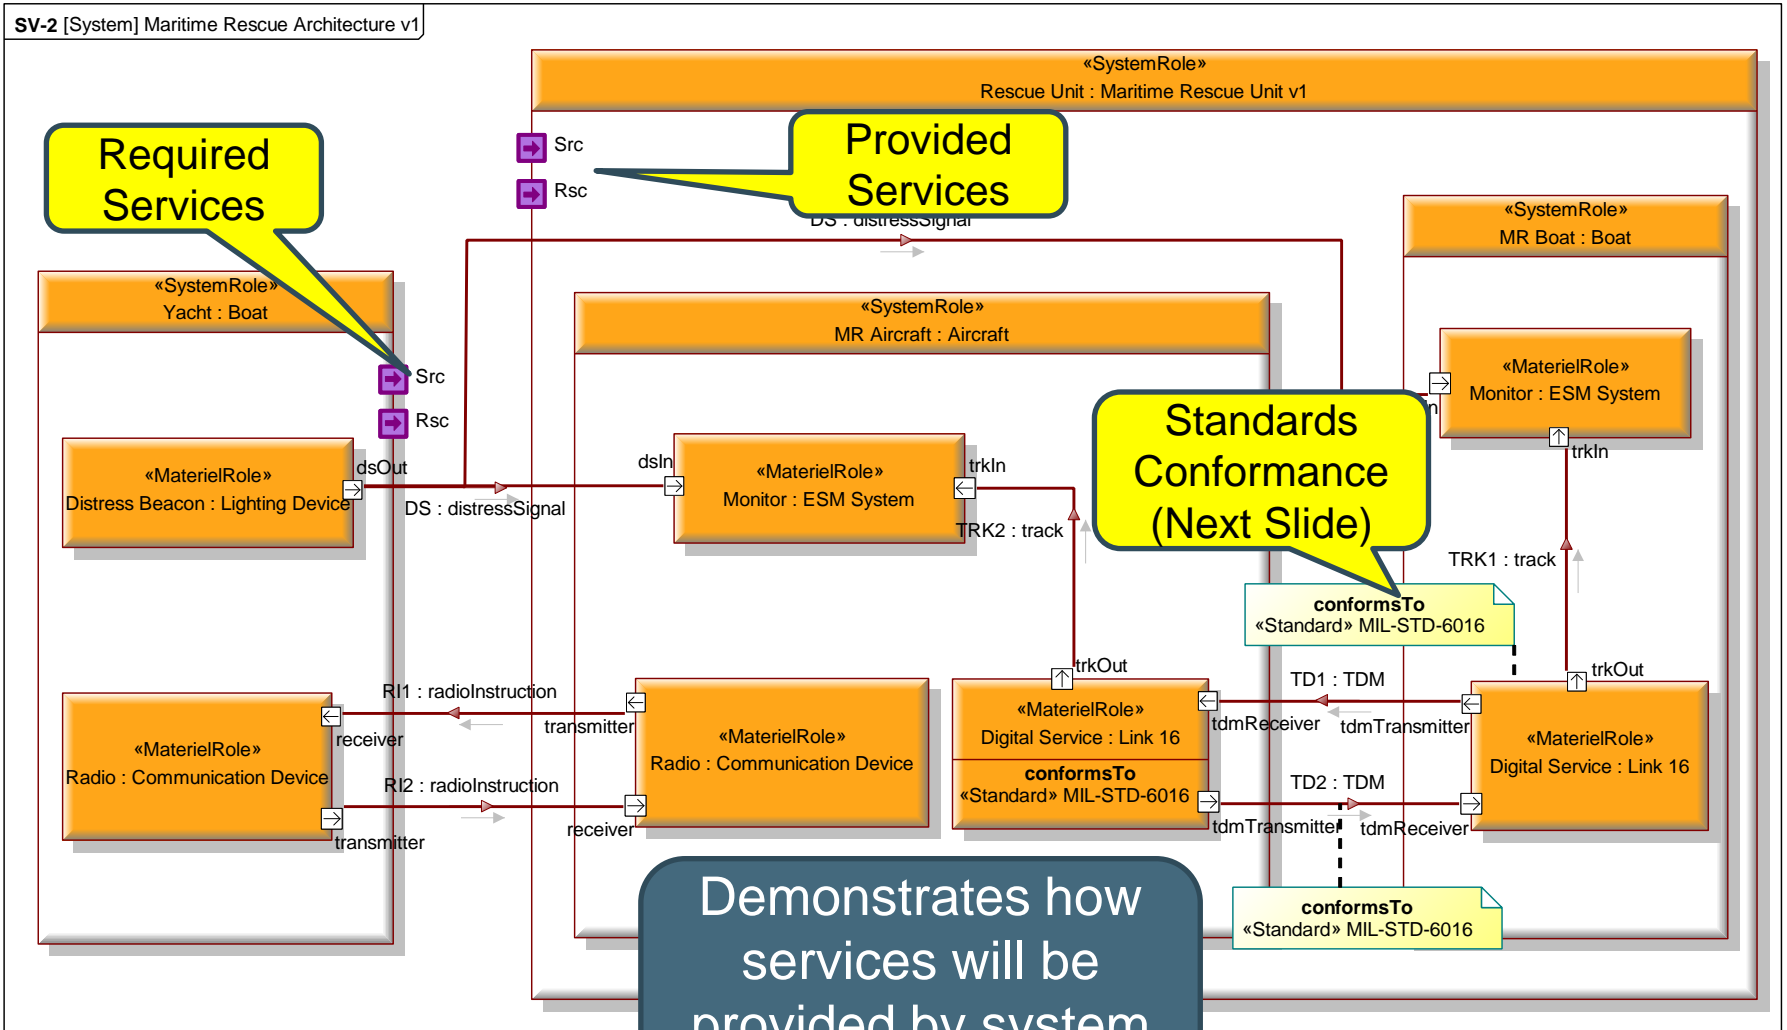 SV-2 [System] Maritime Rescue Architecture v1
«SystemRole»
Rescue Unit : Maritime Rescue Unit v1
Required
Services
Src
Rsc
Provided
Services
DS : distressSignal
«SystemRole»
MR Boat : Boat
«SystemRole»
Yacht : Boat
Src
Rsc
«SystemRole»
MR Aircraft : Aircraft
«MaterielRole»
Monitor : ESM System
trkIn
Standards
Conformance
(Next Slide)
«MaterielRole»
Distress Beacon : Lighting Device
dsOut
DS : distressSignal
dsIn
«MaterielRole»
Monitor : ESM System
trkIn
TRK2 : track
TRK1 : track
conformsTo
«Standard» MIL-STD-6016
«MaterielRole»
Radio : Communication Device
receiver
transmitter
RI1 : radioInstruction
RI2 : radioInstruction
transmitter
receiver
«MaterielRole»
Radio : Communication Device
trkOut
«MaterielRole»
Digital Service : Link 16
conformsTo
«Standard» MIL-STD-6016
tdmReceiver
tdmTransmitter
TD1 : TDM
TD2 : TDM
tdmTransmitter
tdmReceiver
trkOut
«MaterielRole»
Digital Service : Link 16
conformsTo
«Standard» MIL-STD-6016
Demonstrates how
services will be
provided by system